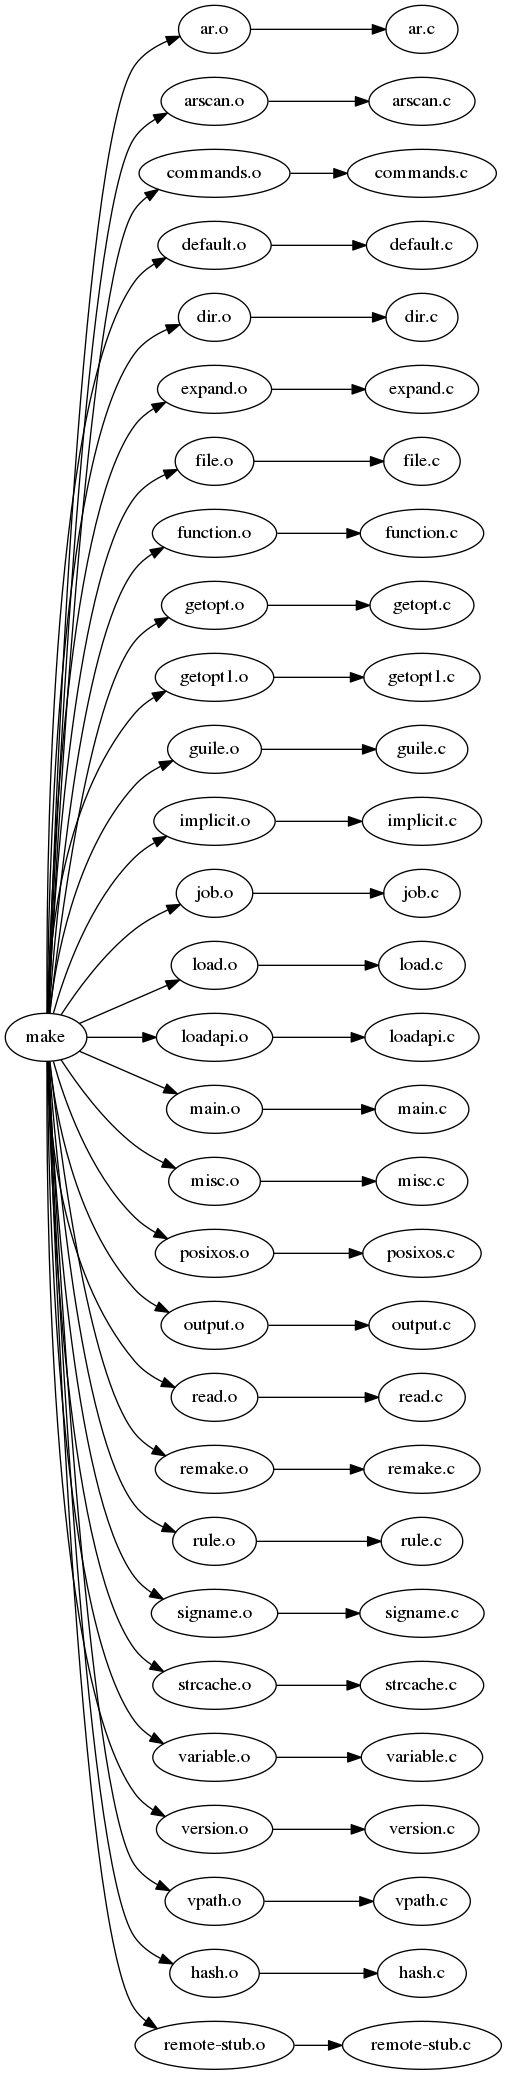 ar.o ar.c
arscan.o arscan.c
commands.o commands.c
default.o default.c
dir.o dir.c
expand.o expand.c
file.o file.c
function.o function.c
getopt.o getopt.c
getopt1.o getopt1.c
guile.o guile.c
implicit.o implicit.c
job.o job.c
load.o load.c
make loadapi.o loadapi.c
main.o main.c
misc.o misc.c
posixos.o posixos.c
output.o output.c
read.o read.c
remake.o remake.c
rule.o rule.c
signame.o signame.c
strcache.o strcache.c
variable.o variable.c
version.o version.c
vpath.o vpath.c
hash.o hash.c
remote-stub.o remote-stub.c